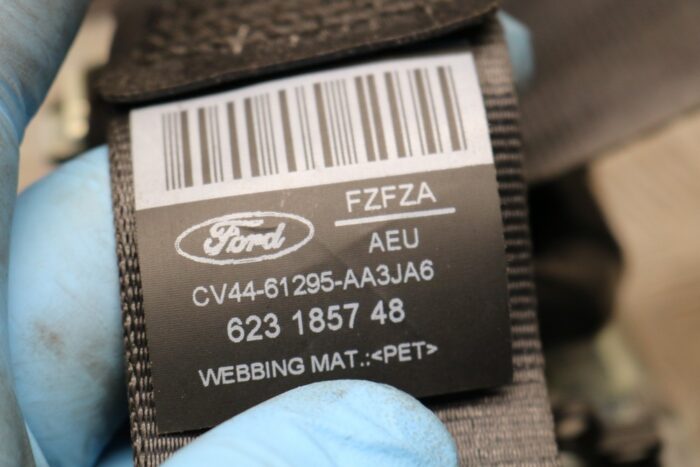 FZFZA
Ford
AEU
CV44-61295-AA3JA6
623 1857 48
WEBBING MAT.:<PET>